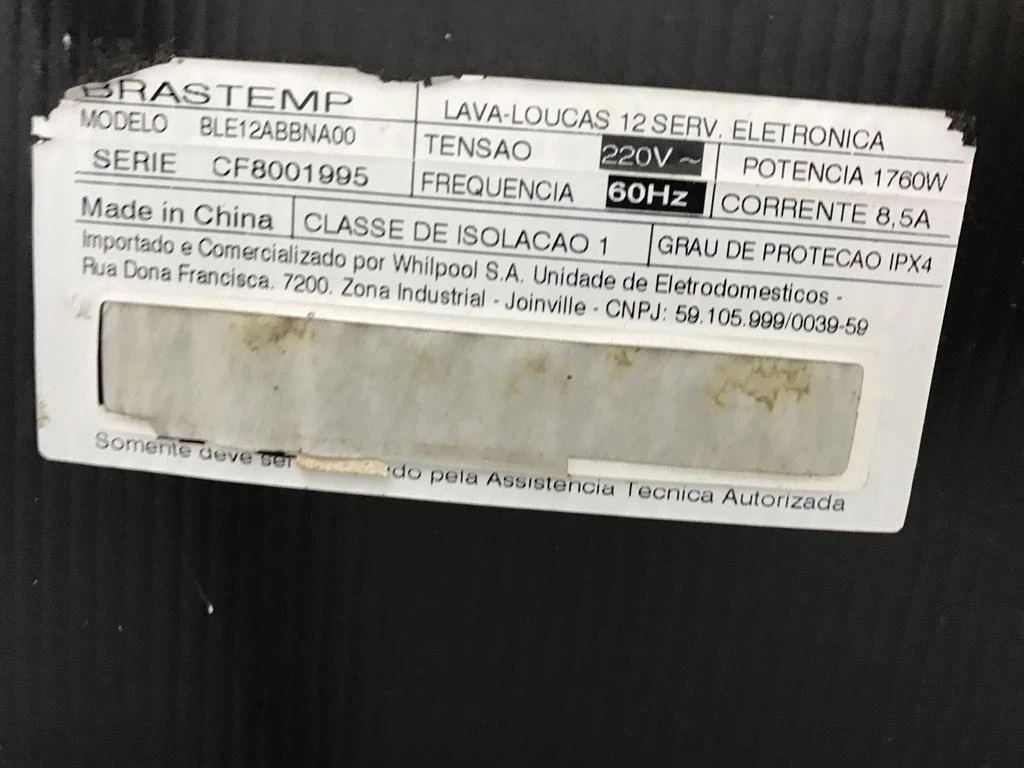 BRASTEMP
LAVA-LOUCAS 12 SERV. ELETRONICA
MODELO BLE12ABBNA00
TENSAO 220V ~ POTENCIA 1760W
SERIE CF8001995
FREQUENCIA 60Hz CORRENTE 8,5A
Made in China CLASSE DE ISOLACAO 1 GRAU DE PROTECAO IPX4
Importado e Comercializado por Whilpool S.A. Unidade de Eletrodomesticos -
Rua Dona Francisca. 7200. Zona Industrial - Joinville - CNPJ: 59.105.999/0039-59
Somente deve ser pela Assistencia Tecnica Autorizada